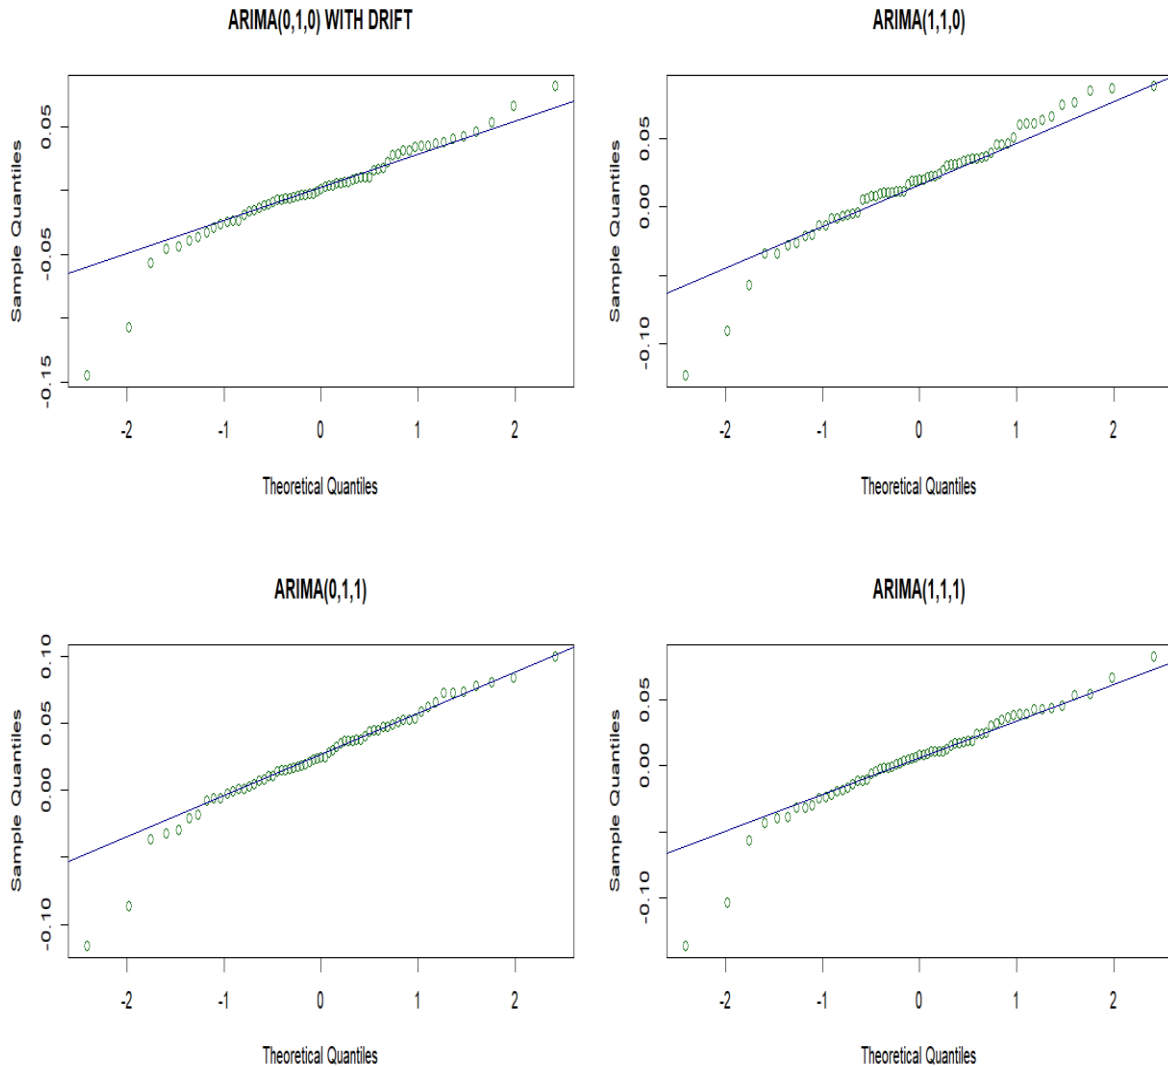 ARIMA(0,1,0) WITH DRIFT
Sample Quantiles
0.05
-0.05
-0.15
-2 -1 0 1 2
Theoretical Quantiles
ARIMA(1,1,0)
Sample Quantiles
0.05
0.00
-0.10
-2 -1 0 1 2
Theoretical Quantiles
ARIMA(0,1,1)
Sample Quantiles
0.10
0.05
0.00
-0.10
-2 -1 0 1 2
Theoretical Quantiles
ARIMA(1,1,1)
Sample Quantiles
0.05
0.00
-0.10
-2 -1 0 1 2
Theoretical Quantiles